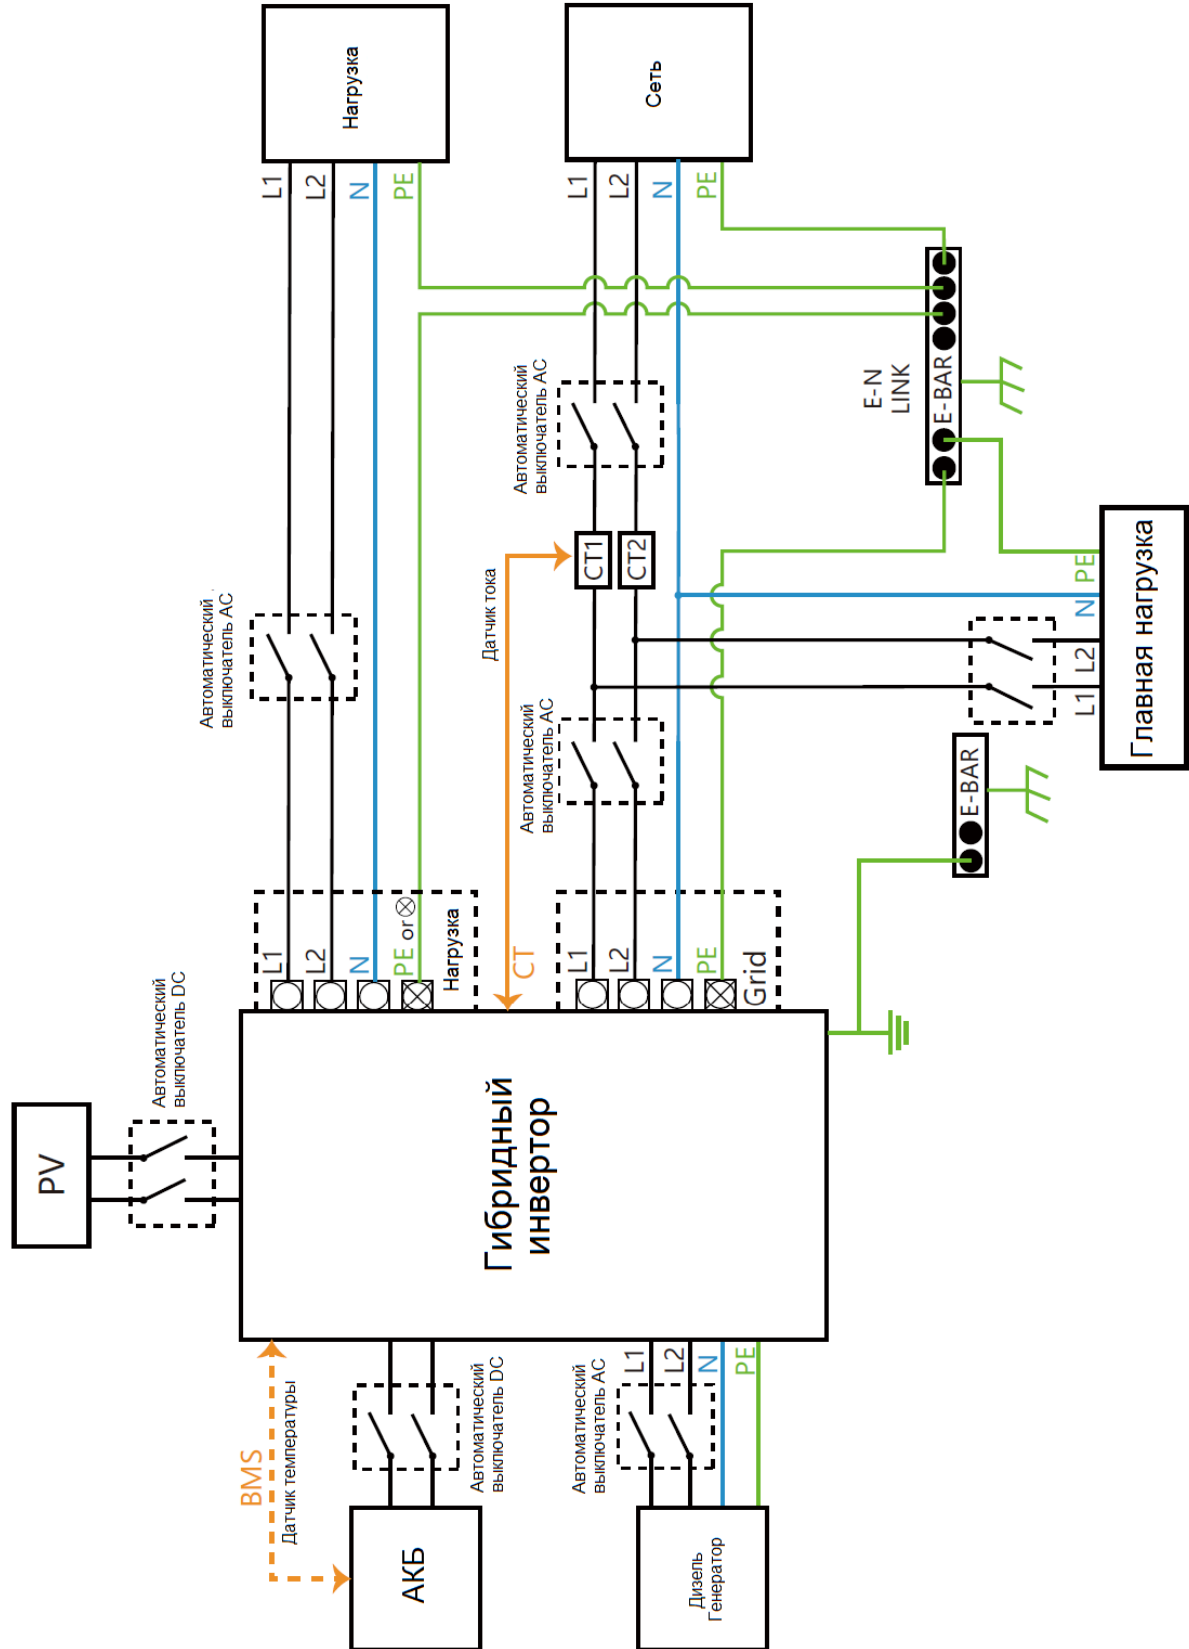 Нагрузка
Сеть
L1
L2
N
PE
L1
L2
N
PE
Автоматический
выключатель AC
E-N
LINK
E-BAR
Автоматический
выключатель AC
Датчик тока
CT1
CT2
Главная нагрузка
PE
N
L2
L1
Автоматический
выключатель AC
E-BAR
L1
L2
N
PE or
Нагрузка
CT
L1
L2
N
PE
Grid
Автоматический
выключатель DC
PV
Гибридный
инвертор
BMS
Датчик температуры
Автоматический
выключатель DC
АКБ
Автоматический
выключатель AC
L1
L2
N
PE
Дизель
Генератор